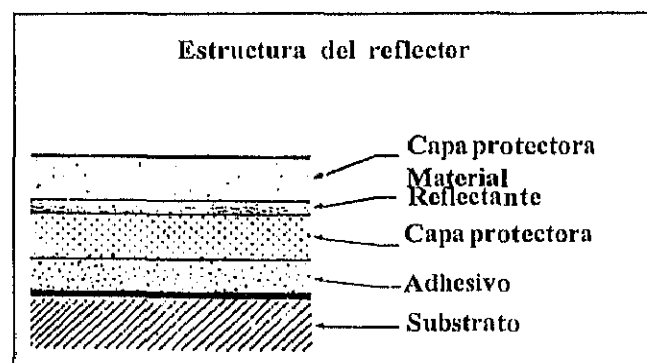 Estructura del reflector
Capa protectora
Material
Reflectante
Capa protectora
Adhesivo
Substrato